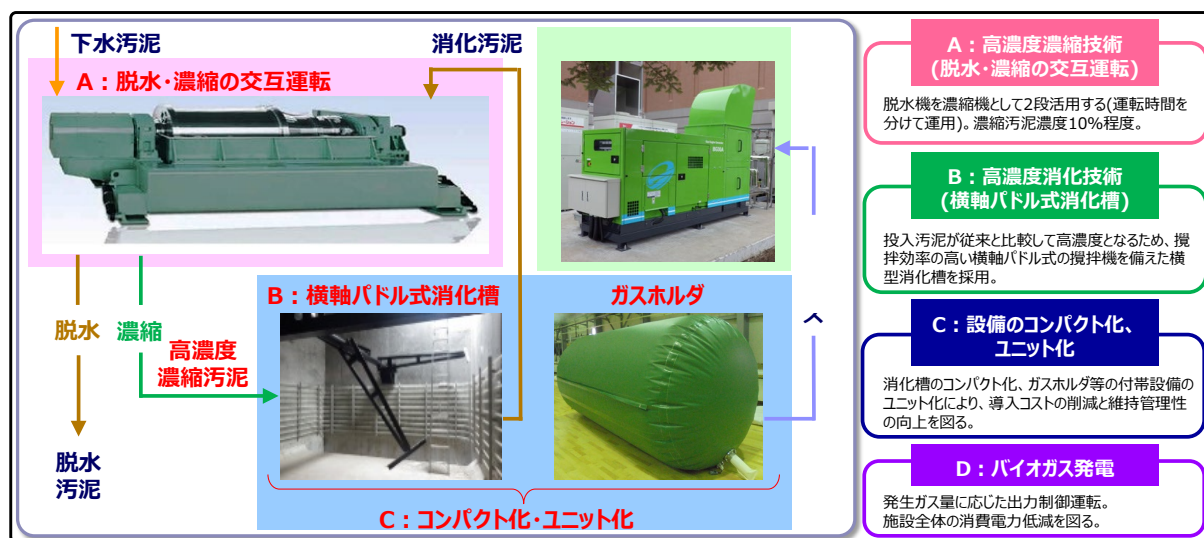 下水汚泥
消化汚泥
A：脱水・濃縮の交互運転
B：横軸パドル式消化槽
ガスホルダ
脱水
濃縮
高濃度
濃縮汚泥
脱水
汚泥
C：コンパクト化・ユニット化
A：高濃度濃縮技術
(脱水・濃縮の交互運転)
脱水機を濃縮機として2段活用する(運転時間を
分けて運用)。濃縮汚泥濃度10%程度。
B：高濃度消化技術
(横軸パドル式消化槽)
投入汚泥が従来と比較して高濃度となるため、攪
拌効率の高い横軸パドル式の攪拌機を備えた横
型消化槽を採用。
C：設備のコンパクト化、
ユニット化
消化槽のコンパクト化、ガスホルダ等の付帯設備の
ユニット化により、導入コストの削減と維持管理性
の向上を図る。
D：バイオガス発電
発生ガス量に応じた出力制御運転。
施設全体の消費電力低減を図る。